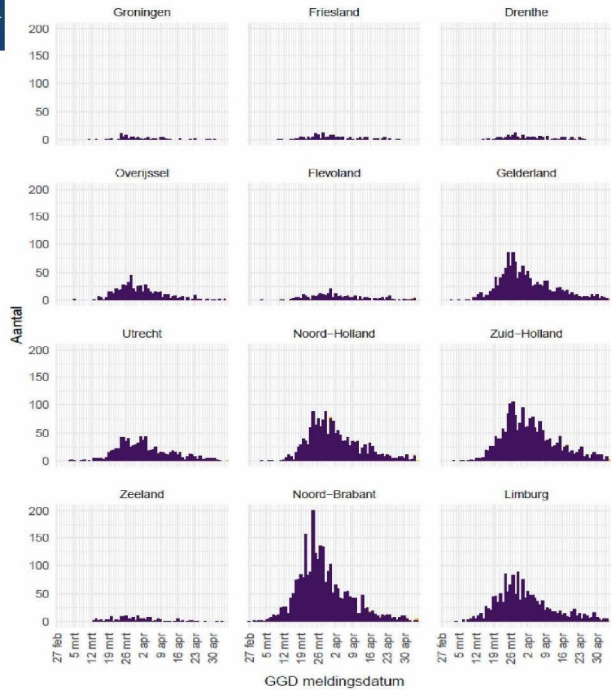 Groningen Friesland Drenthe
200
150
100
50
0
Overijssel Flevoland Gelderland
200
150
100
50
0
Aantal
Utrecht Noord-Holland Zuid-Holland
200
150
100
50
0
Zeeland Noord-Brabant Limburg
200
150
100
50
0
27 feb 5 mrt 12 mrt 19 mrt 26 mrt 2 apr 9 apr 16 apr 23 apr 30 apr 27 feb 5 mrt 12 mrt 19 mrt 26 mrt 2 apr 9 apr 16 apr 23 apr 30 apr 27 feb 5 mrt 12 mrt 19 mrt 26 mrt 2 apr 9 apr 16 apr 23 apr 30 apr
GGD meldingsdatum